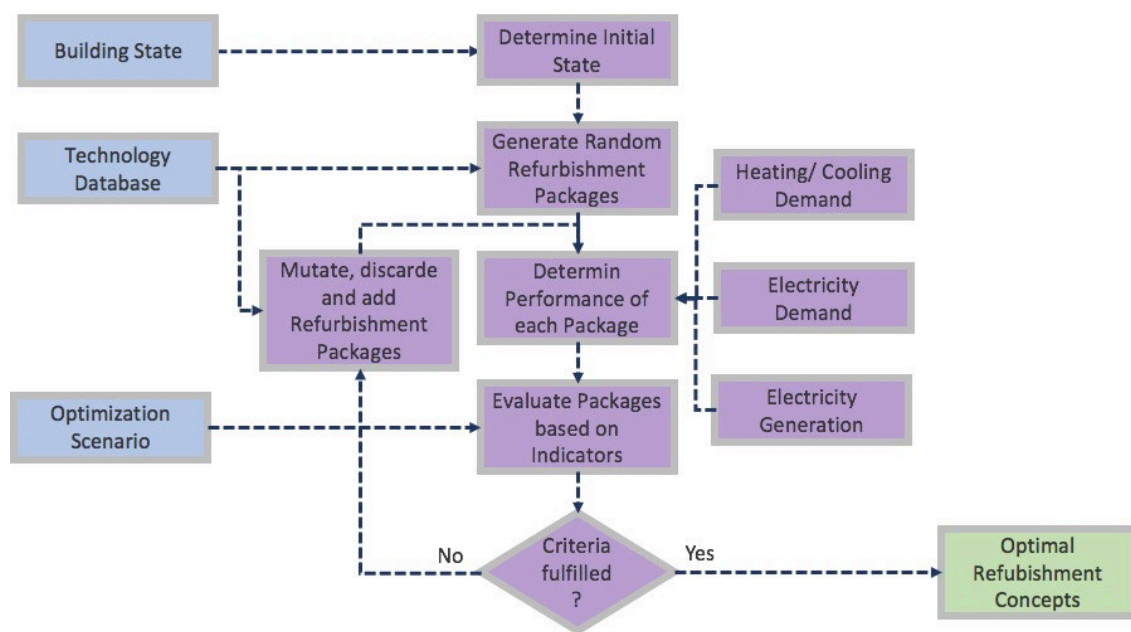 Building State
Determine Initial
State
Technology
Database
Generate Random
Refurbishment
Packages
Heating/ Cooling
Demand
Mutate, discarde
and add
Refurbishment
Packages
Determin
Performance of
each Package
Electricity
Demand
Optimization
Scenario
Evaluate Packages
based on
Indicators
Electricity
Generation
No
Criteria
fulfilled
?
Yes
Optimal
Refubishment
Concepts